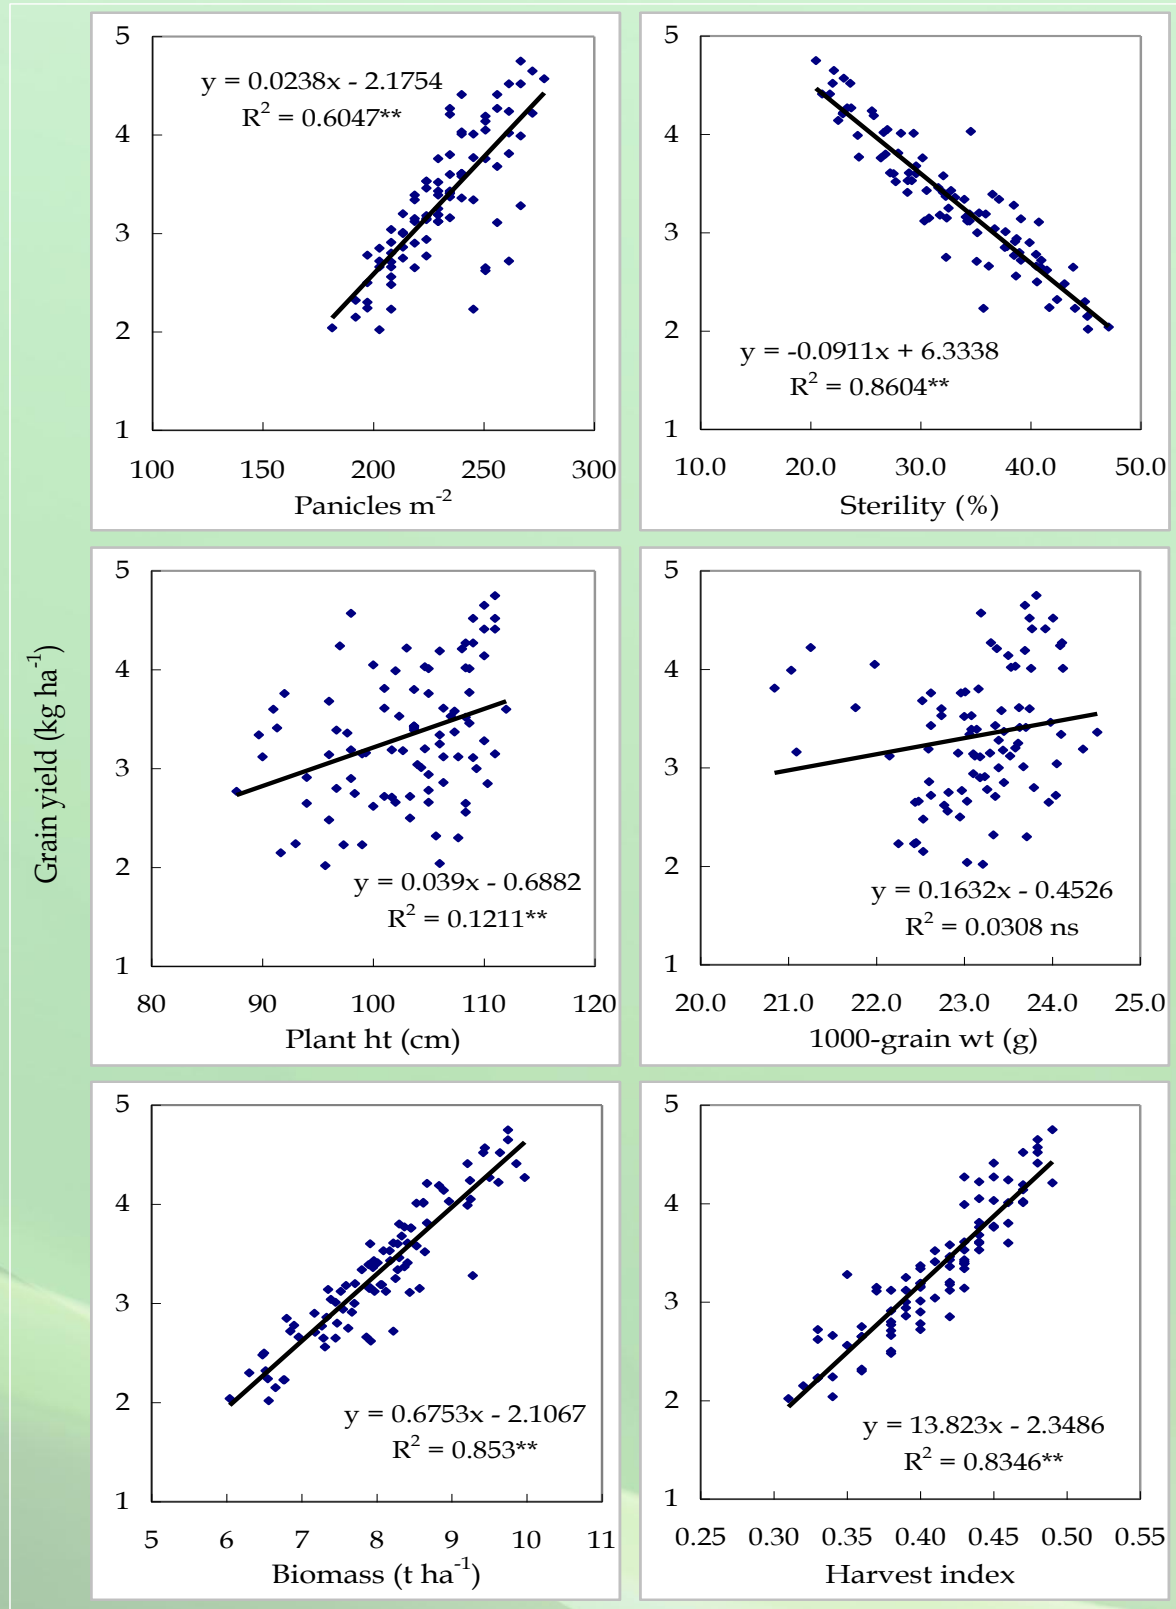 Grain yield (kg ha⁻¹)
5
4
3
2
1
y = 0.0238x - 2.1754
R² = 0.6047**
100 150 200 250 300
Panicles m⁻²
5
4
3
2
1
y = -0.0911x + 6.3338
R² = 0.8604**
10.0 20.0 30.0 40.0 50.0
Sterility (%)
5
4
3
2
1
y = 0.039x - 0.6882
R² = 0.1211**
80 90 100 110 120
Plant ht (cm)
5
4
3
2
1
y = 0.1632x - 0.4526
R² = 0.0308 ns
20.0 21.0 22.0 23.0 24.0 25.0
1000-grain wt (g)
5
4
3
2
1
y = 0.6753x - 2.1067
R² = 0.853**
5 6 7 8 9 10 11
Biomass (t ha⁻¹)
5
4
3
2
1
y = 13.823x - 2.3486
R² = 0.8346**
0.25 0.30 0.35 0.40 0.45 0.50 0.55
Harvest index